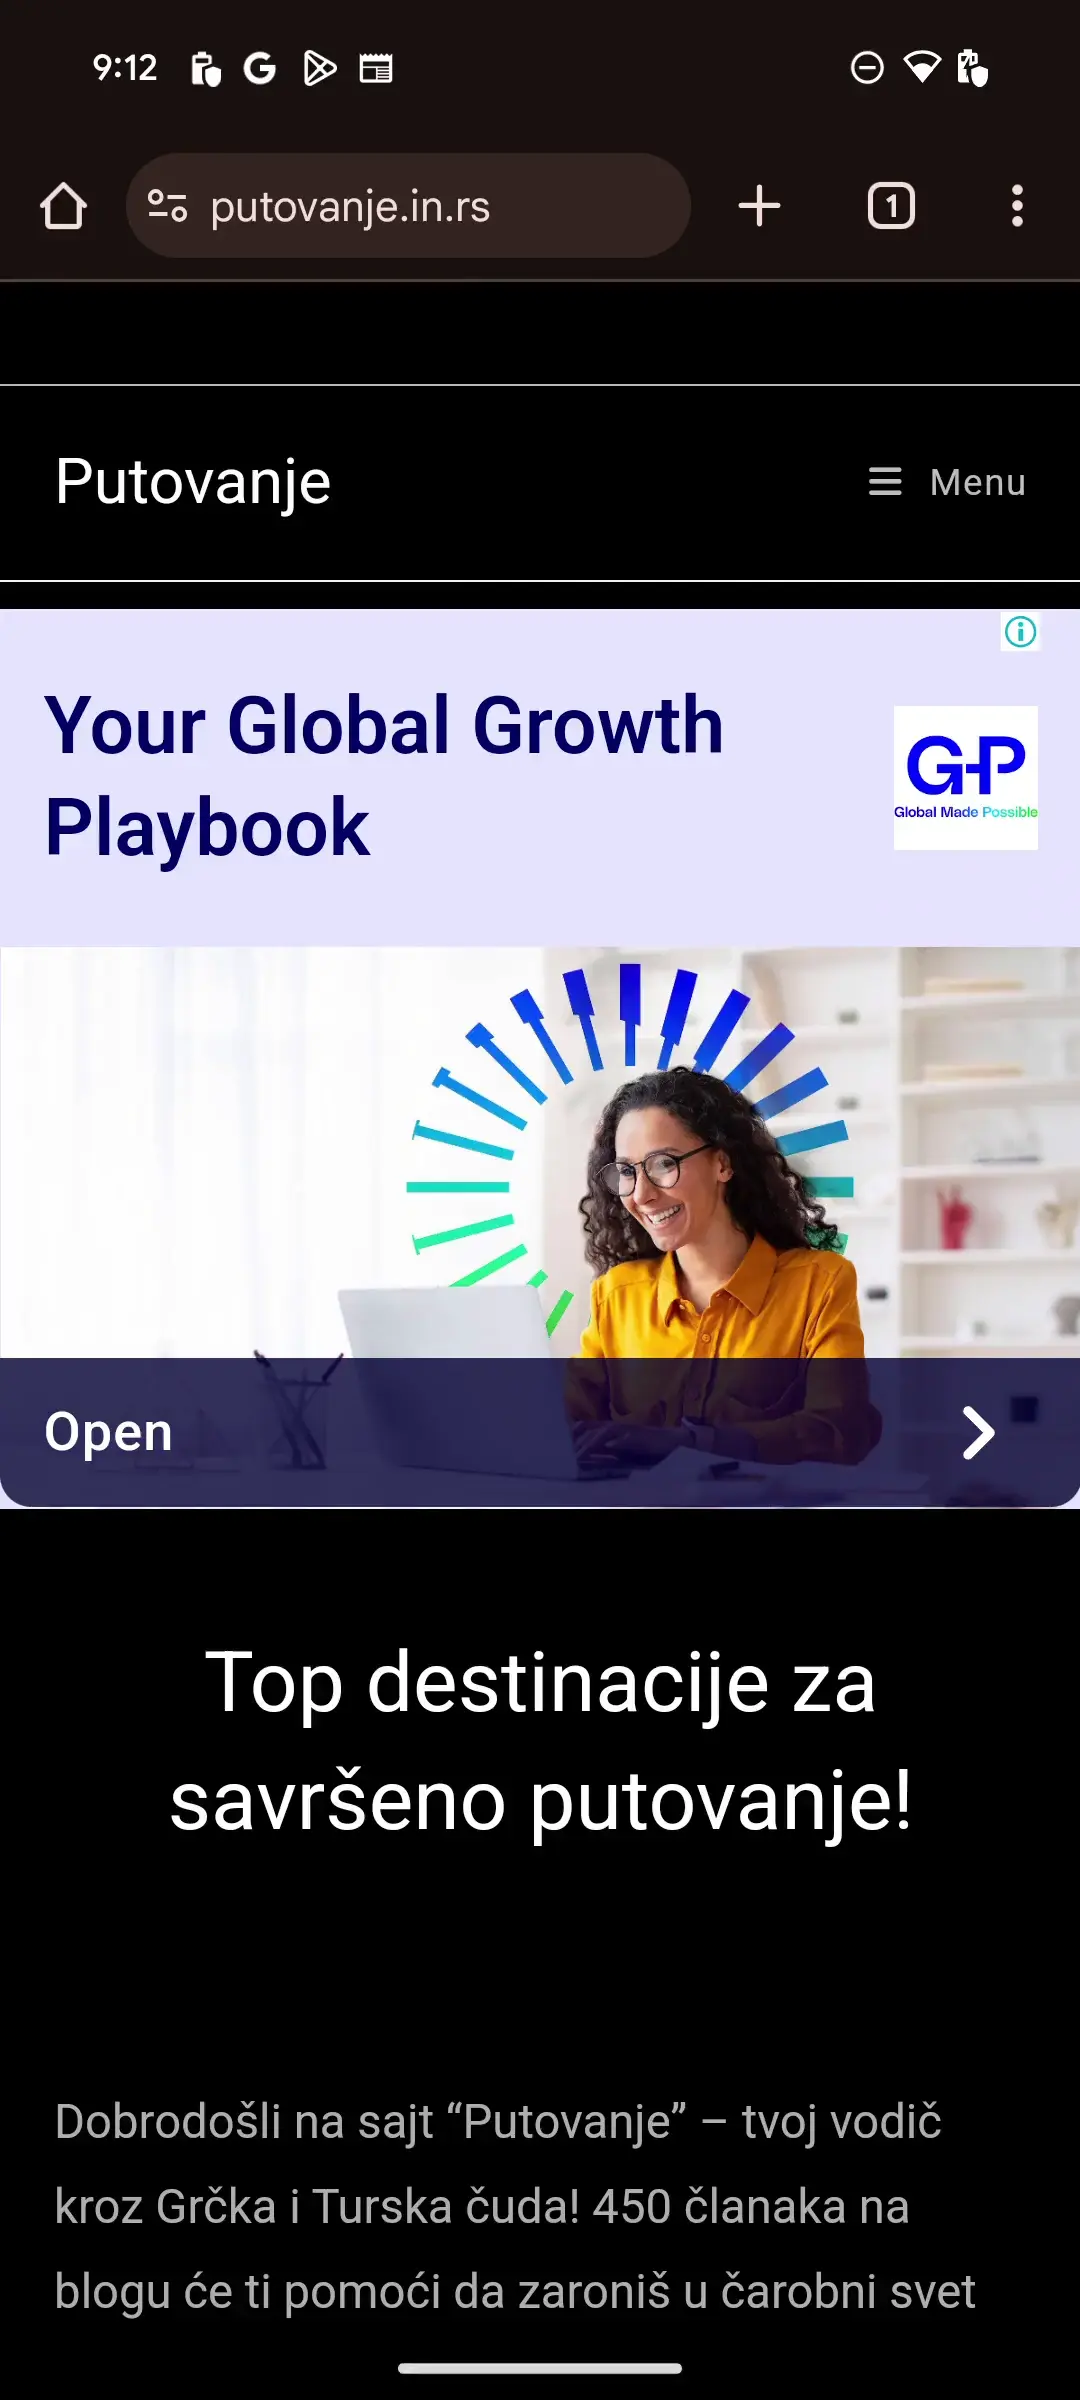 9:12
putovanje.in.rs
1
Putovanje
Menu
Your Global Growth
Playbook
G-P
Global Made Possible
Open
Top destinacije za
savršeno putovanje!
Dobrodošli na sajt “Putovanje” – tvoj vodič
kroz Grčka i Turska čuda! 450 članaka na
blogu će ti pomoći da zaroniš u čarobni svet